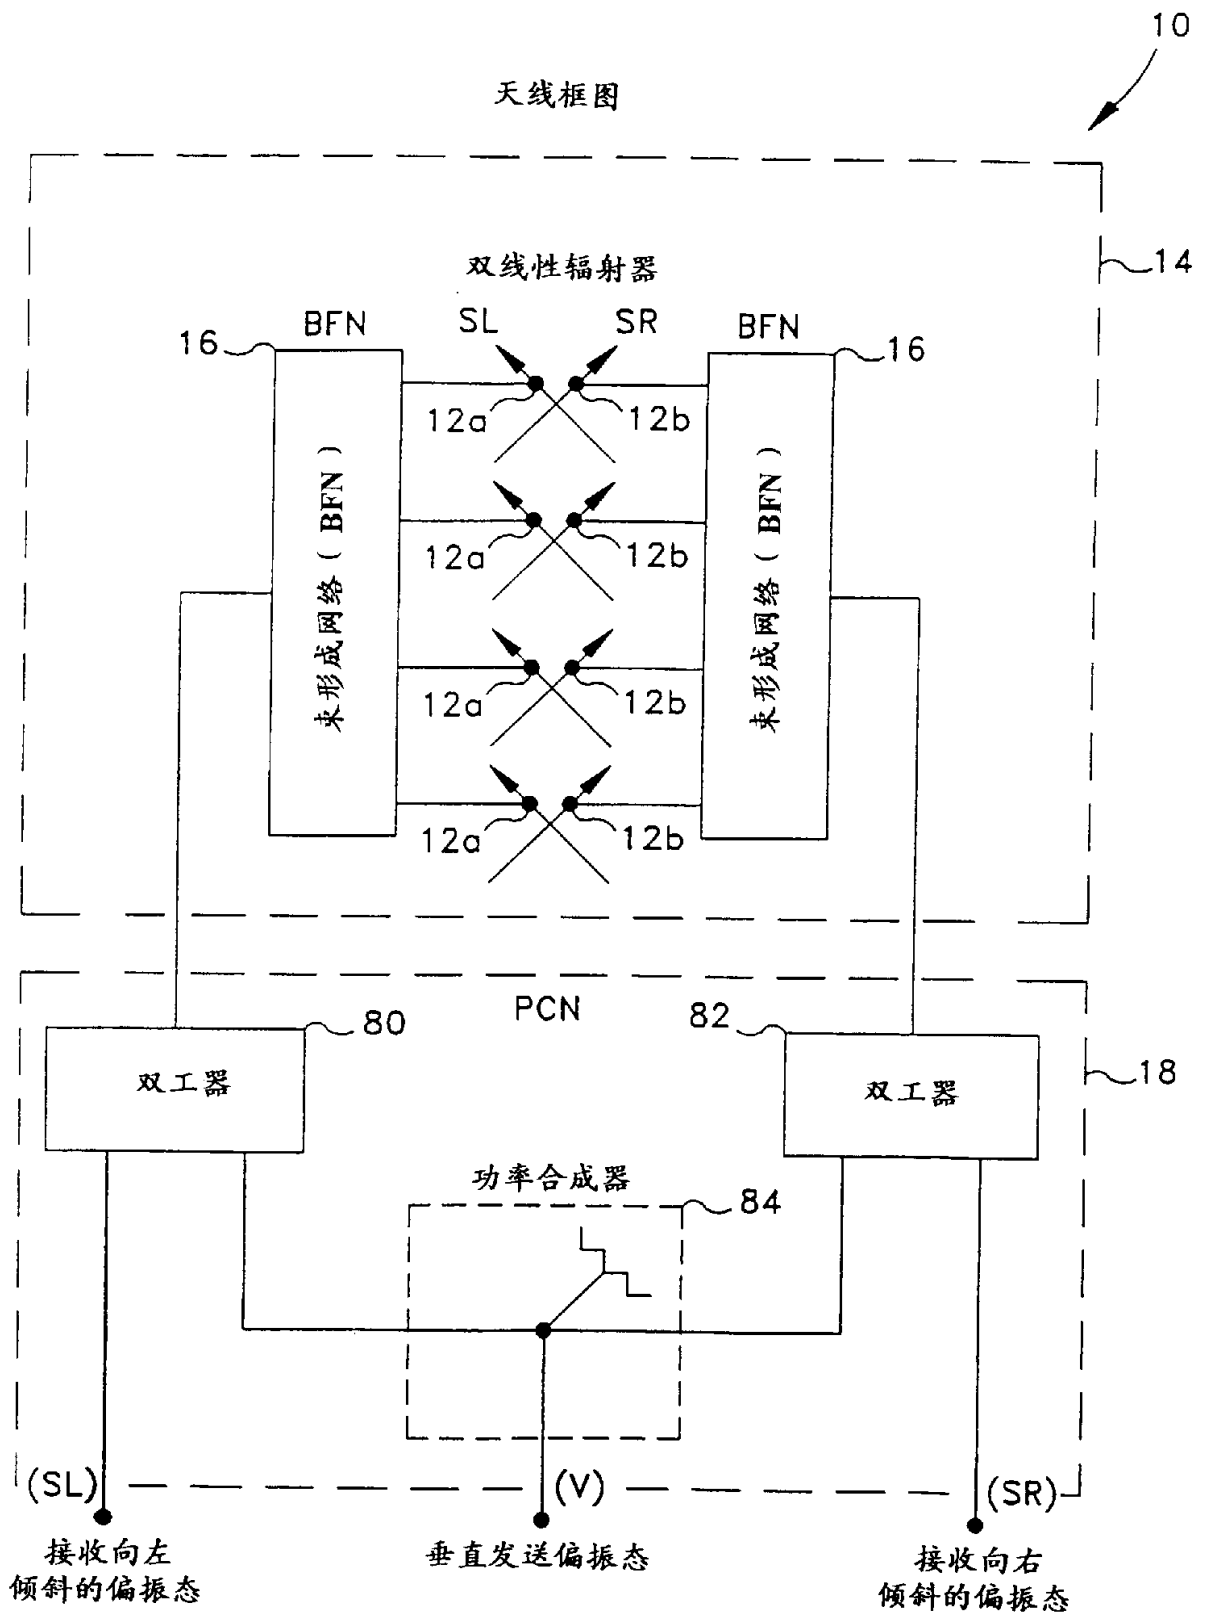 10
天线框图
14
双线性辐射器
BFN
SL
SR
BFN
16
16
12a
12b
12a
12b
12a
12b
12a
12b
束形成网络(BFN)
束形成网络(BFN)
PCN
80
82
18
双工器
双工器
功率合成器
84
(SL)
(V)
(SR)
接收向左
倾斜的偏振态
垂直发送偏振态
接收向右
倾斜的偏振态